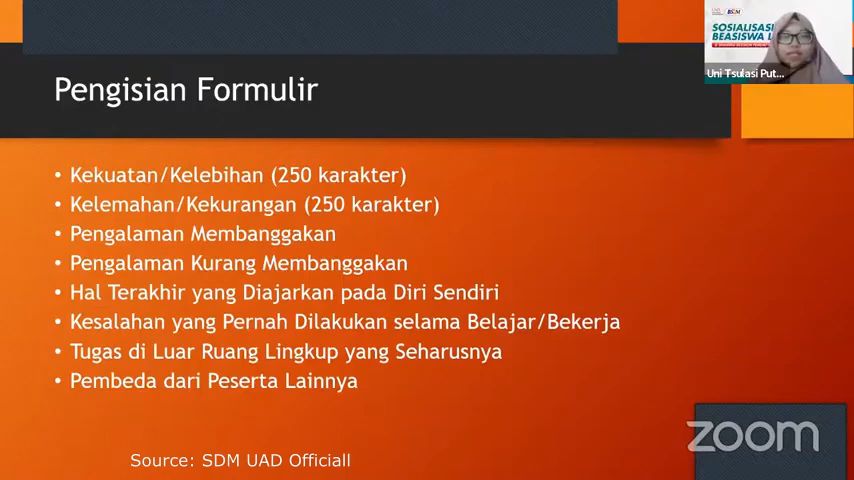 SOSIALISASI
BEASISWA L
Uni Tsulasi Put...
Pengisian Formulir
• Kekuatan/Kelebihan (250 karakter)
• Kelemahan/Kekurangan (250 karakter)
• Pengalaman Membanggakan
• Pengalaman Kurang Membanggakan
• Hal Terakhir yang Diajarkan pada Diri Sendiri
• Kesalahan yang Pernah Dilakukan selama Belajar/Bekerja
• Tugas di Luar Ruang Lingkup yang Seharusnya
• Pembeda dari Peserta Lainnya
zoom
Source: SDM UAD Officiall